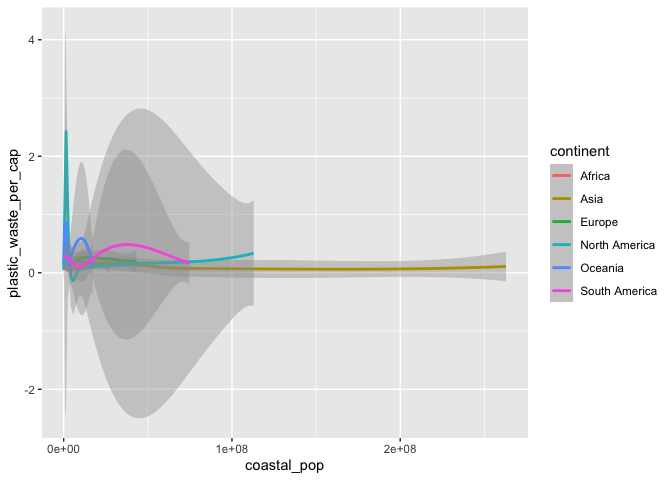 plastic_waste_per_cap
4
2
0
-2
0e+00
1e+08
2e+08
coastal_pop
continent
Africa
Asia
Europe
North America
Oceania
South America